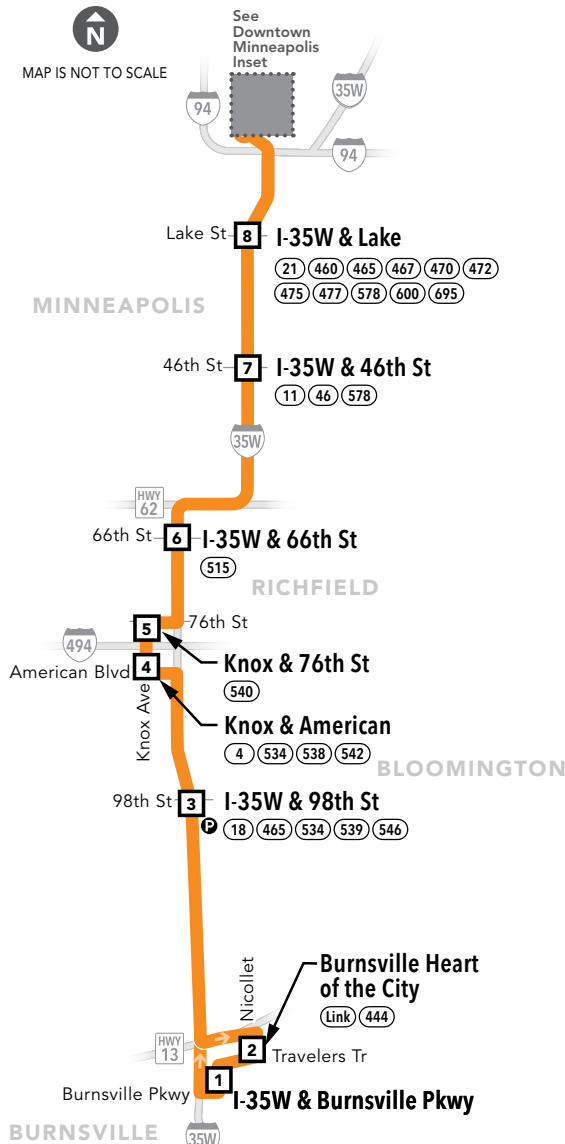 N
MAP IS NOT TO SCALE
See
Downtown
Minneapolis
Inset
94
35W
94
Lake St
8
I-35W & Lake
21 460 465 467 470 472
475 477 578 600 695
MINNEAPOLIS
46th St
7
I-35W & 46th St
11 46 578
35W
HWY
62
66th St
6
I-35W & 66th St
515
RICHFIELD
5
76th St
494
Knox & 76th St
540
American Blvd
4
Knox Ave
Knox & American
4 534 538 542
BLOOMINGTON
98th St
3
I-35W & 98th St
P
18 465 534 539 546
Nicollet
Burnsville Heart
of the City
Link 444
HWY
13
2
Travelers Tr
Burnsville Pkwy
1
I-35W & Burnsville Pkwy
BURNSVILLE
35W